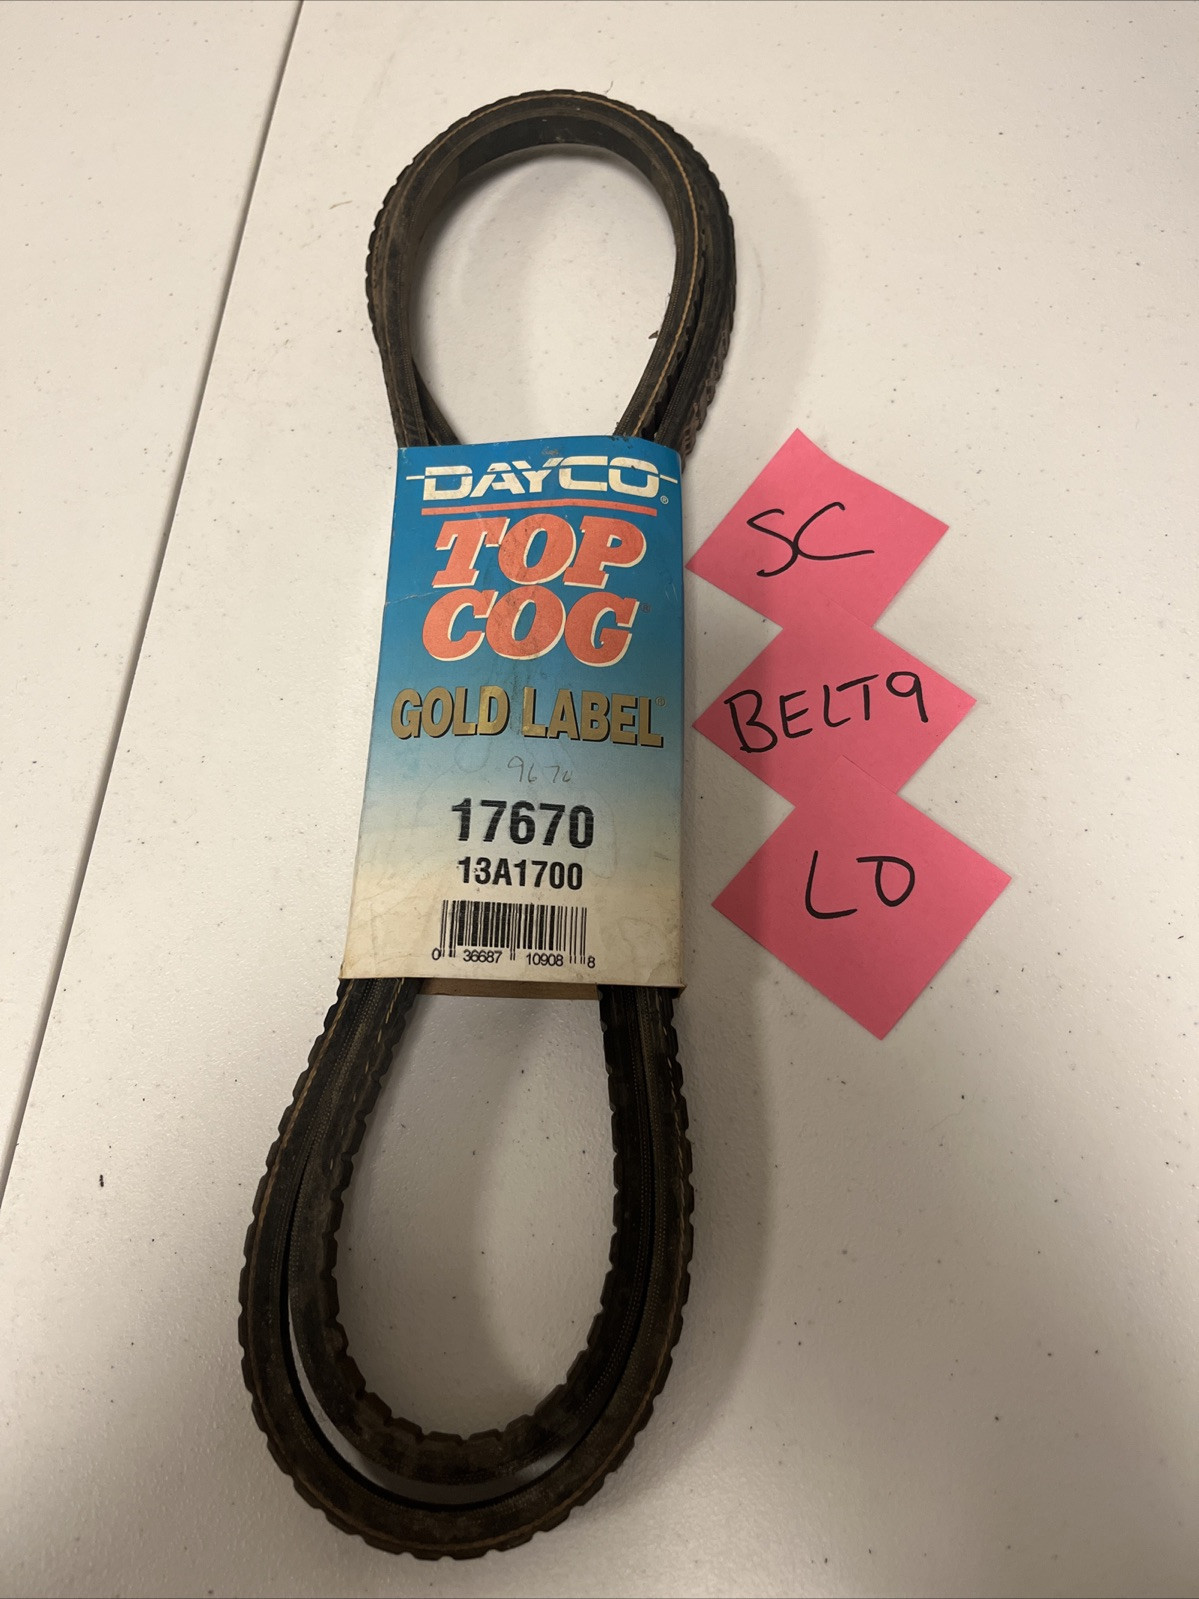 DAYCO®
TOP
COG®
GOLD LABEL®
9670
17670
13A1700
0 36687 10908 8
SC
BELT9
LO